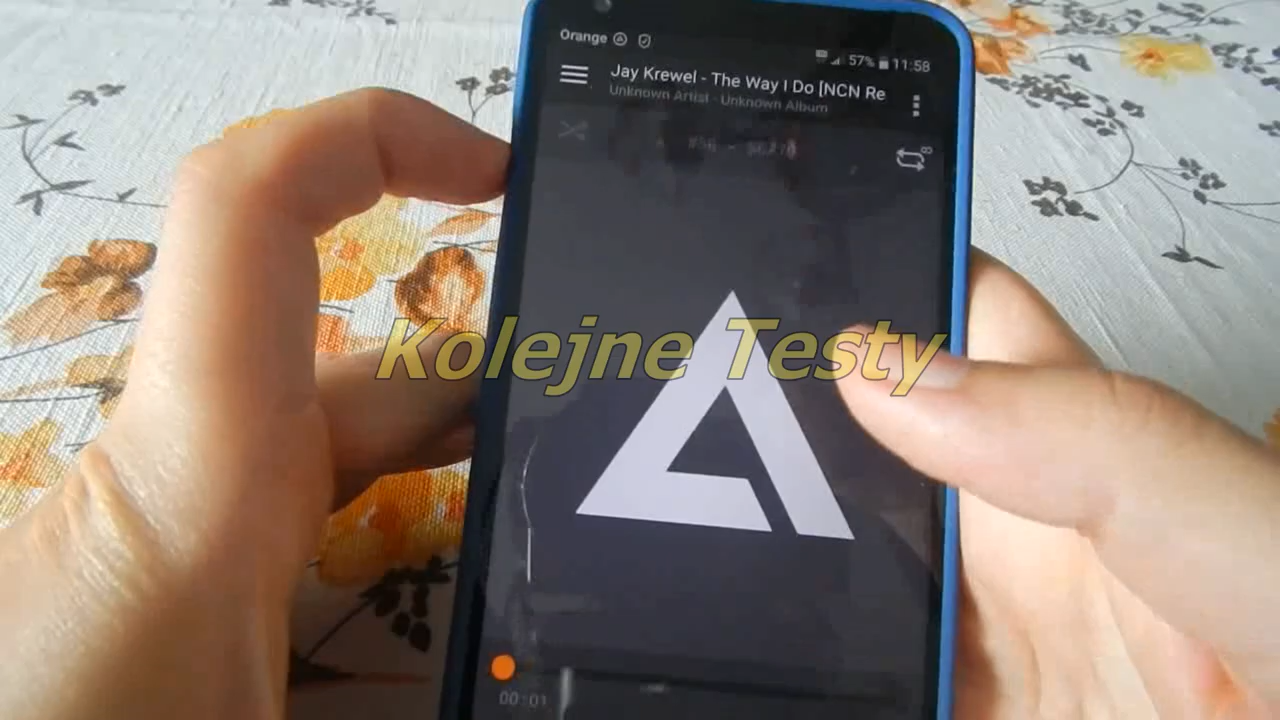 Orange
57% 11:58
Jay Krewel - The Way I Do [NCN Re
Unknown Artist - Unknown Album
Kolejne Testy
00:01